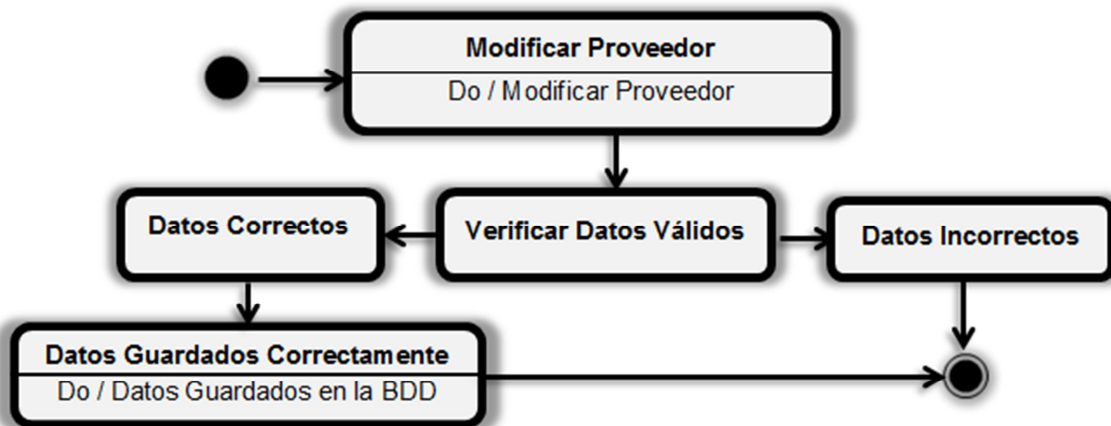 Modificar Proveedor
Do / Modificar Proveedor
Datos Correctos
Verificar Datos Válidos
Datos Incorrectos
Datos Guardados Correctamente
Do / Datos Guardados en la BDD